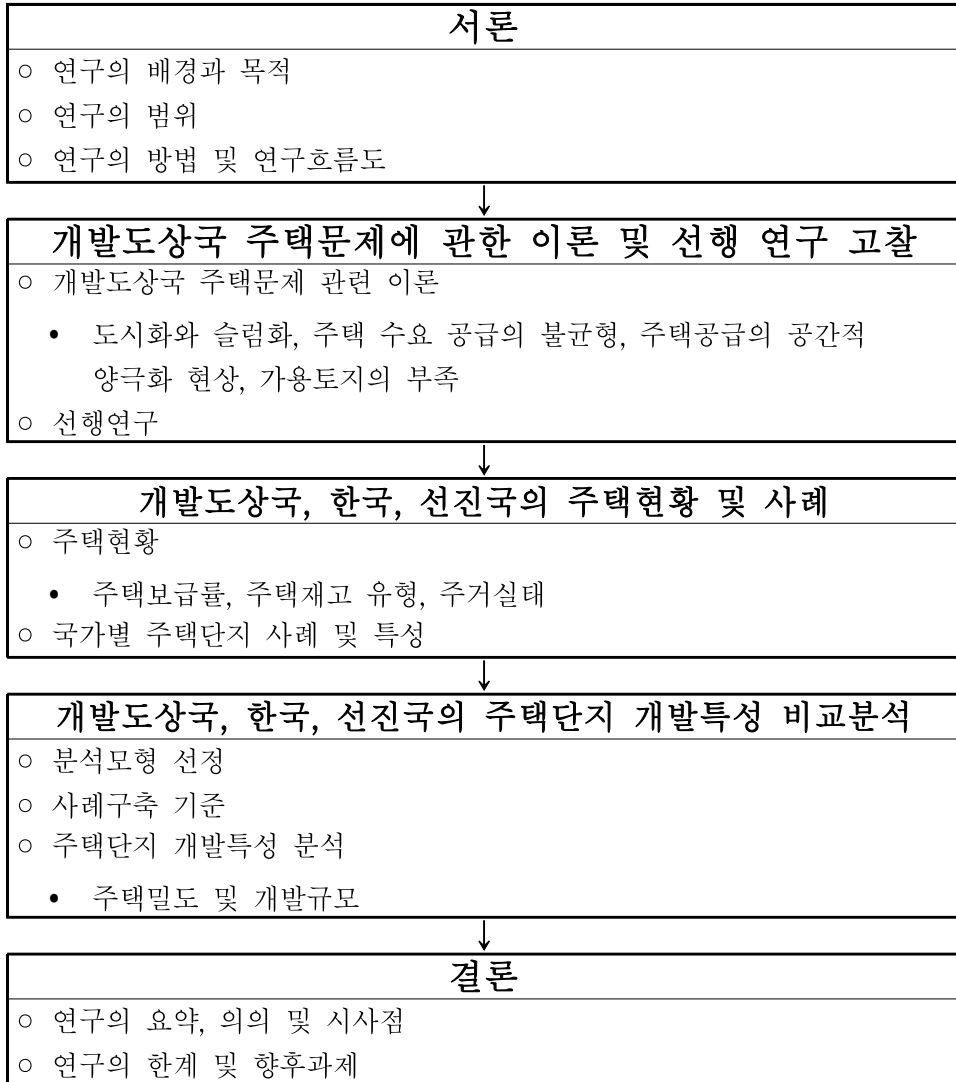 서론
○ 연구의 배경과 목적
○ 연구의 범위
○ 연구의 방법 및 연구흐름도
개발도상국 주택문제에 관한 이론 및 선행 연구 고찰
○ 개발도상국 주택문제 관련 이론
• 도시화와 슬럼화, 주택 수요 공급의 불균형, 주택공급의 공간적
양극화 현상, 가용토지의 부족
○ 선행연구
개발도상국, 한국, 선진국의 주택현황 및 사례
○ 주택현황
• 주택보급률, 주택재고 유형, 주거실태
○ 국가별 주택단지 사례 및 특성
개발도상국, 한국, 선진국의 주택단지 개발특성 비교분석
○ 분석모형 선정
○ 사례구축 기준
○ 주택단지 개발특성 분석
• 주택밀도 및 개발규모
결론
○ 연구의 요약, 의의 및 시사점
○ 연구의 한계 및 향후과제